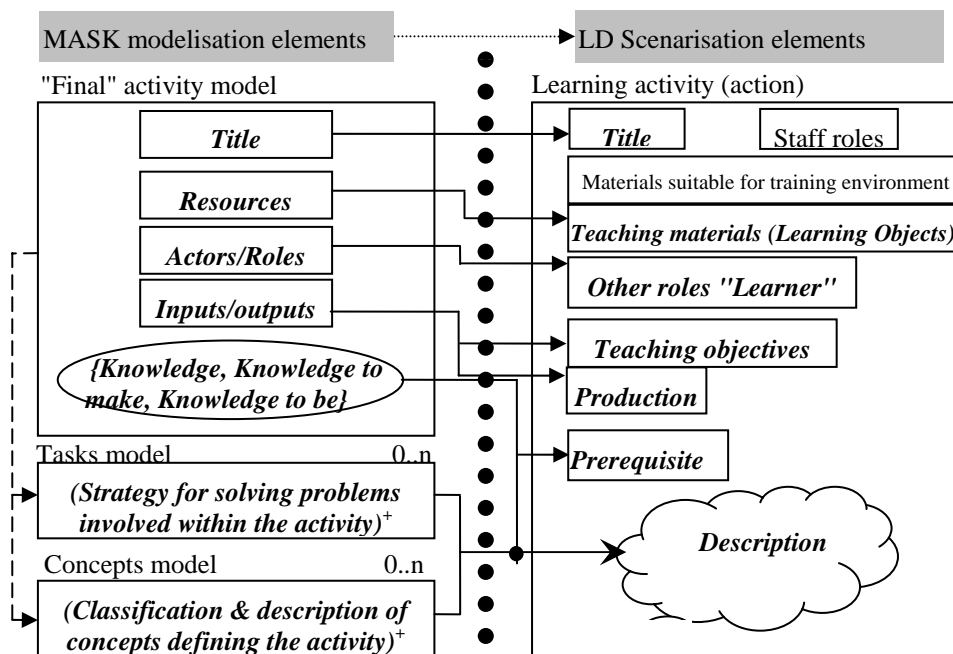 MASK modelisation elements
LD Scenarisation elements
"Final" activity model
Title
Resources
Actors/Roles
Inputs/outputs
{Knowledge, Knowledge to
make, Knowledge to be}
Tasks model 0..n
(Strategy for solving problems
involved within the activity)+
Concepts model 0..n
(Classification & description of
concepts defining the activity)+
Learning activity (action)
Title
Staff roles
Materials suitable for training environment
Teaching materials (Learning Objects)
Other roles "Learner"
Teaching objectives
Production
Prerequisite
Description